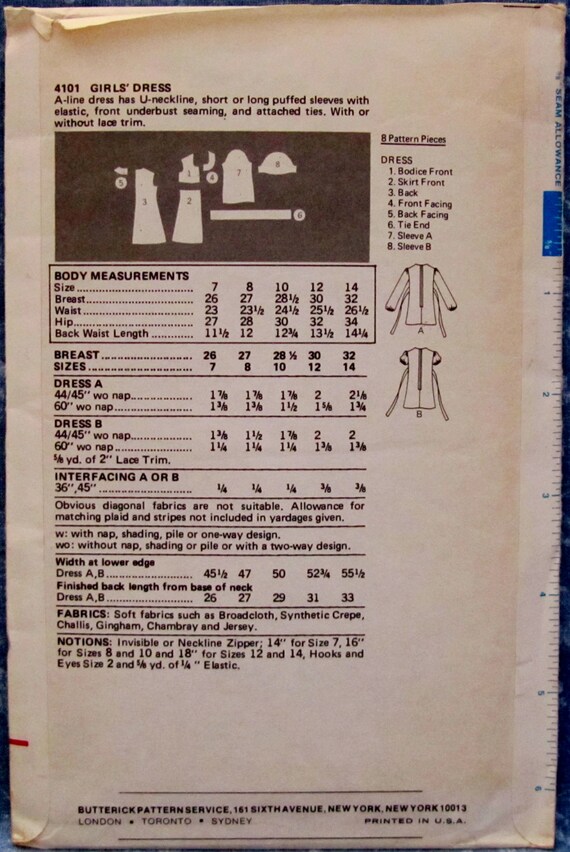 4101 GIRLS' DRESS
A-line dress has U-neckline, short or long puffed sleeves with
elastic, front underbust seaming, and attached ties. With or
without lace trim.
8 Pattern Pieces
DRESS
1. Bodice Front
2. Skirt Front
3. Back
4. Front Facing
5. Back Facing
6. Tie End
7. Sleeve A
8. Sleeve B
5 3 1 2 4 7 8 6
A
B
BODY MEASUREMENTS
Size 7 8 10 12 14
Breast 26 27 28½ 30 32
Waist 23 23½ 24½ 25½ 26½
Hip 27 28 30 32 34
Back Waist Length 11½ 12 12¾ 13½ 14¼
BREAST 26 27 28 ½ 30 32
SIZES 7 8 10 12 14
DRESS A
44/45'' wo nap 1⅞ 1⅞ 1⅞ 2 2⅛
60'' wo nap 1⅜ 1⅜ 1½ 1⅝ 1¾
DRESS B
44/45'' wo nap 1⅜ 1½ 1⅞ 2 2
60'' wo nap 1¼ 1¼ 1¼ 1⅜ 1⅜
⅝ yd. of 2'' Lace Trim.
INTERFACING A OR B
36'',45'' ¼ ¼ ¼ ⅜ ⅜
Obvious diagonal fabrics are not suitable. Allowance for
matching plaid and stripes not included in yardages given.
w: with nap, shading, pile or one-way design.
wo: without nap, shading or pile or with a two-way design.
Width at lower edge
Dress A,B 45½ 47 50 52¾ 55½
Finished back length from base of neck
Dress A,B 26 27 29 31 33
FABRICS: Soft fabrics such as Broadcloth, Synthetic Crepe,
Challis, Gingham, Chambray and Jersey.
NOTIONS: Invisible or Neckline Zipper; 14'' for Size 7, 16''
for Sizes 8 and 10 and 18'' for Sizes 12 and 14, Hooks and
Eyes Size 2 and ⅝ yd. of ¼ '' Elastic.
BUTTERICK PATTERN SERVICE, 161 SIXTH AVENUE, NEW YORK, NEW YORK 10013
LONDON • TORONTO • SYDNEY PRINTED IN U.S.A.
SEAM ALLOWANCE
⅝
1
2
3
4
5
6